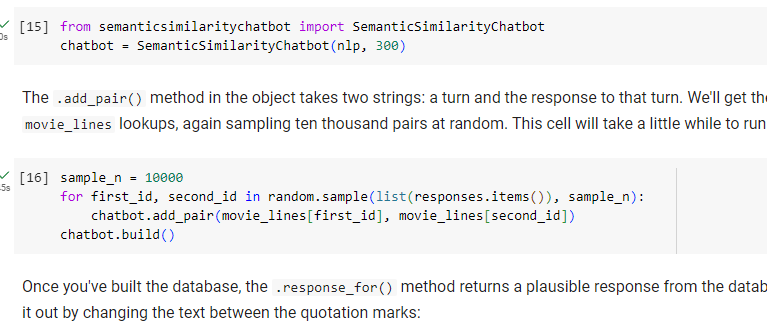 [15] from semanticsimilaritychatbot import SemanticSimilarityChatbot
0s chatbot = SemanticSimilarityChatbot(nlp, 300)
The .add_pair() method in the object takes two strings: a turn and the response to that turn. We'll get the
movie_lines lookups, again sampling ten thousand pairs at random. This cell will take a little while to run
[16] sample_n = 10000
5s for first_id, second_id in random.sample(list(responses.items()), sample_n):
chatbot.add_pair(movie_lines[first_id], movie_lines[second_id])
chatbot.build()
Once you've built the database, the .response_for() method returns a plausible response from the datab
it out by changing the text between the quotation marks: